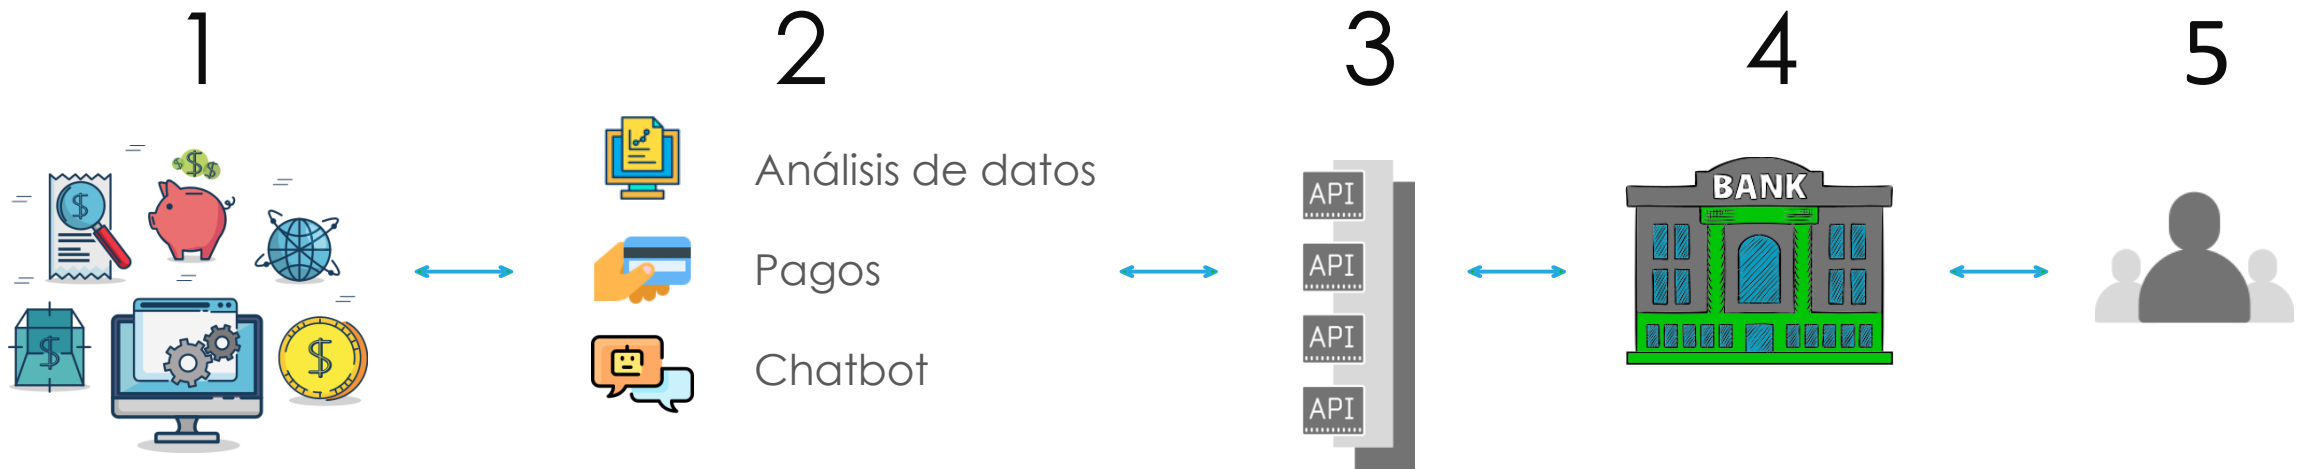 1
2
3
4
5
Análisis de datos
Pagos
Chatbot
API
API
API
API
BANK
$
$
$
$
$
$